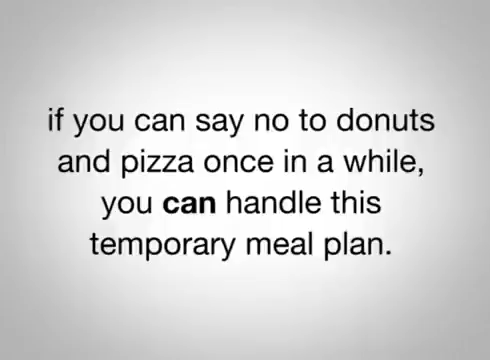 if you can say no to donuts
and pizza once in a while,
you can handle this
temporary meal plan.